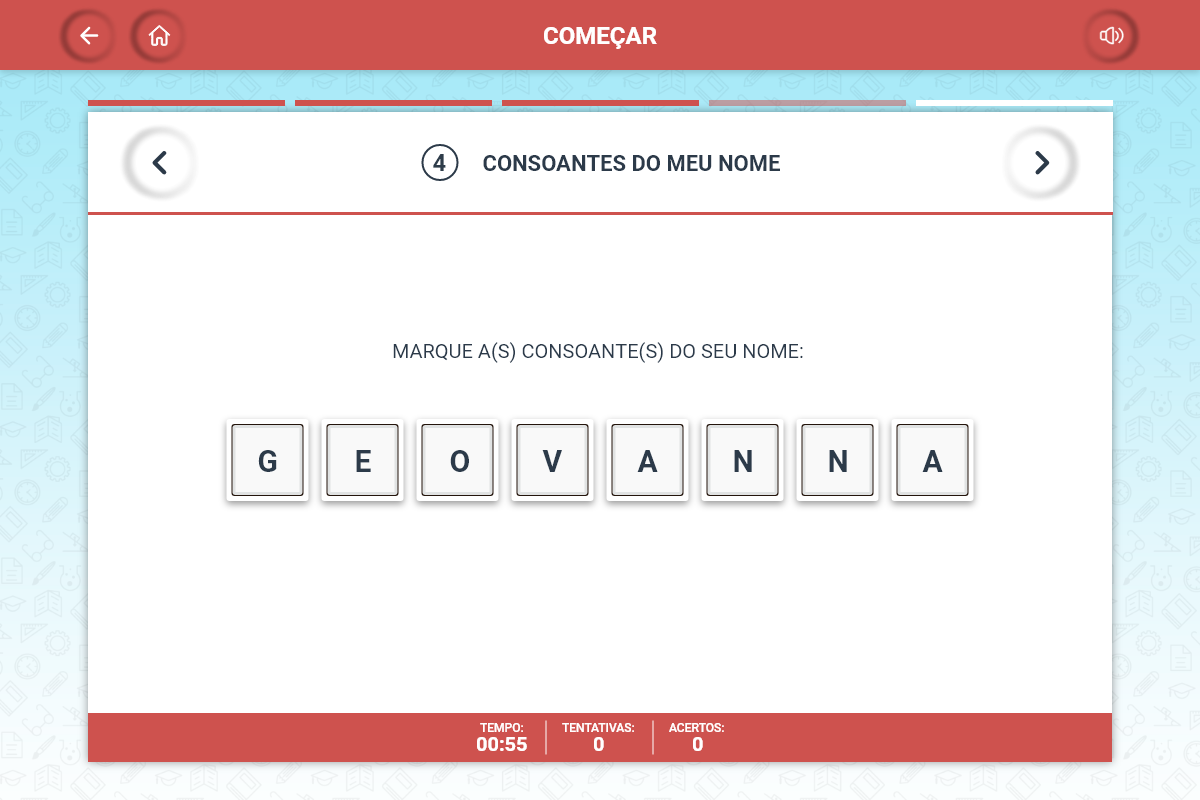 COMEÇAR
4 CONSOANTES DO MEU NOME
MARQUE A(S) CONSOANTE(S) DO SEU NOME:
G E O V A N N A
TEMPO: TENTATIVAS: ACERTOS:
00:55 0 0